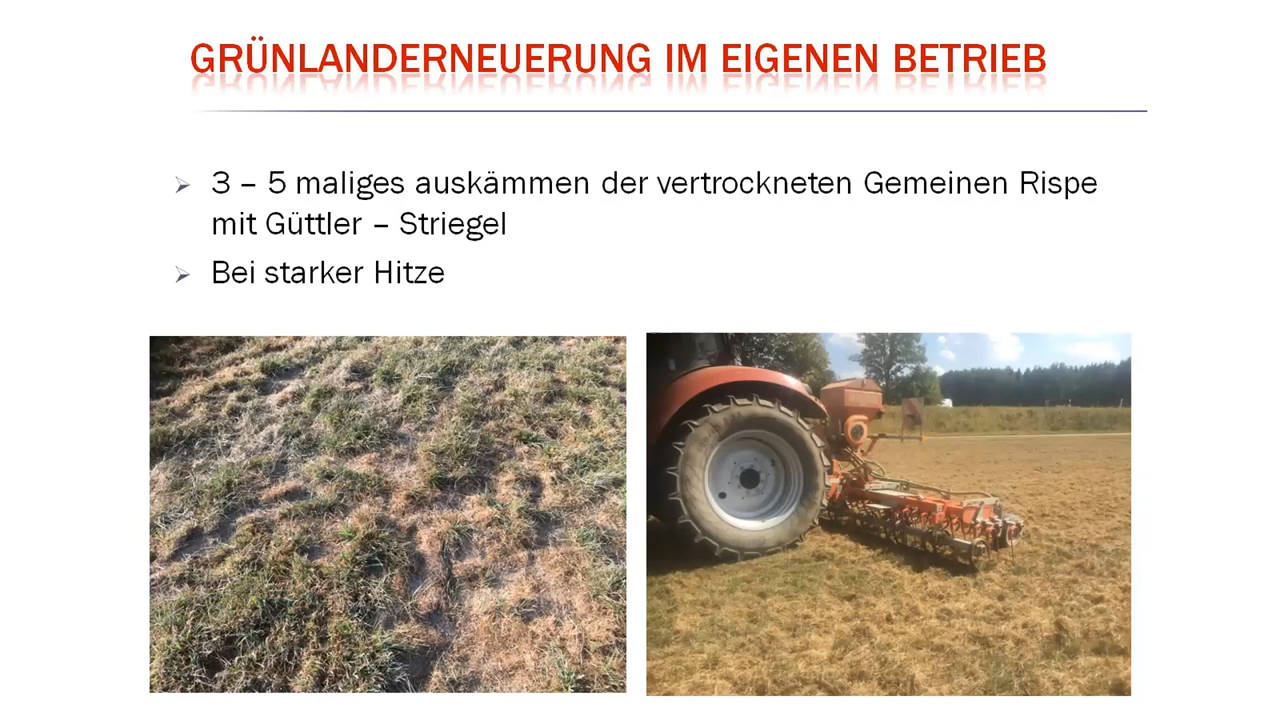 GRÜNLANDERNEUERUNG IM EIGENEN BETRIEB
3 – 5 maliges auskämmen der vertrockneten Gemeinen Rispe
mit Güttler – Striegel
Bei starker Hitze